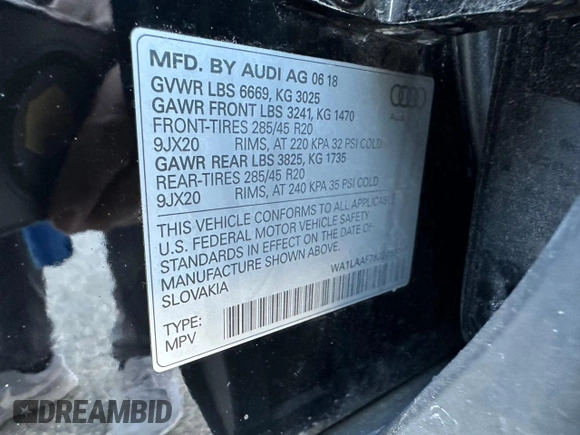 MFD. BY AUDI AG 06 18
GVWR LBS 6669, KG 3025
GAWR FRONT LBS 3241, KG 1470
FRONT-TIRES 285/45 R20
9JX20 RIMS, AT 220 KPA 32 PSI COLD
GAWR REAR LBS 3825, KG 1735
REAR-TIRES 285/45 R20
9JX20 RIMS, AT 240 KPA 35 PSI COLD
Audi
THIS VEHICLE CONFORMS TO ALL APPLICABLE
U.S. FEDERAL MOTOR VEHICLE SAFETY
STANDARDS IN EFFECT ON THE DATE OF
MANUFACTURE SHOWN ABOVE.
SLOVAKIA
TYPE:
MPV
DREAMBID